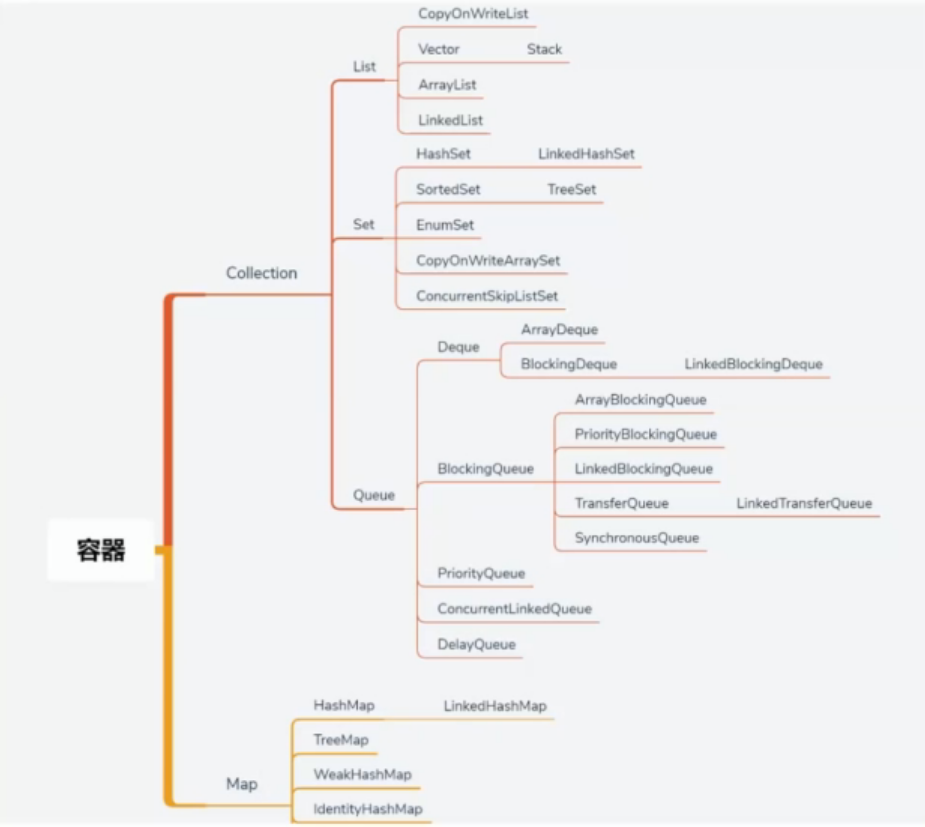 CopyOnWriteList
Vector Stack
List
ArrayList
LinkedList
HashSet LinkedHashSet
SortedSet TreeSet
Set
EnumSet
CopyOnWriteArraySet
Collection
ConcurrentSkipListSet
ArrayDeque
Deque
BlockingDeque LinkedBlockingDeque
ArrayBlockingQueue
PriorityBlockingQueue
BlockingQueue
LinkedBlockingQueue
Queue
TransferQueue LinkedTransferQueue
SynchronousQueue
容器
PriorityQueue
ConcurrentLinkedQueue
DelayQueue
HashMap LinkedHashMap
TreeMap
WeakHashMap
Map
IdentityHashMap